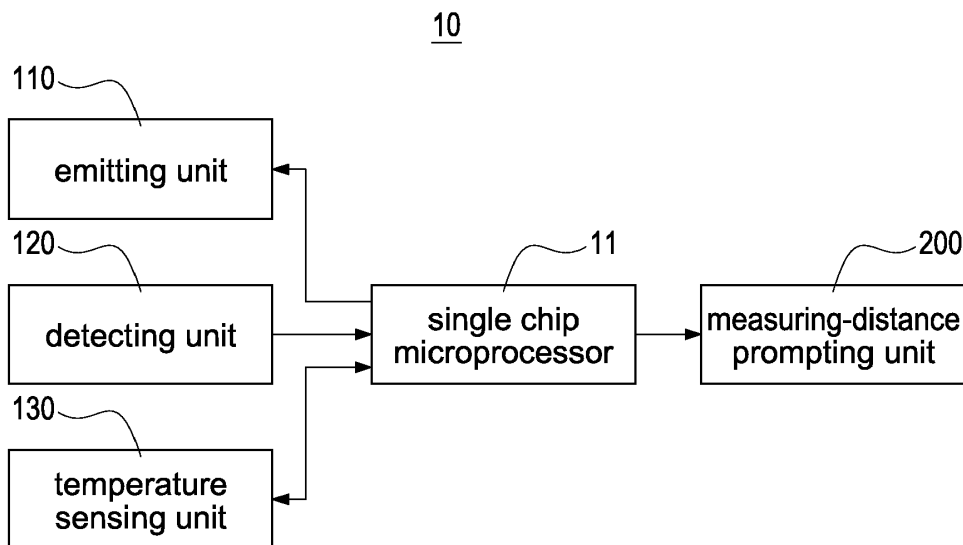 10
110
emitting unit
120
detecting unit
130
temperature
sensing unit
11
single chip
microprocessor
200
measuring-distance
prompting unit